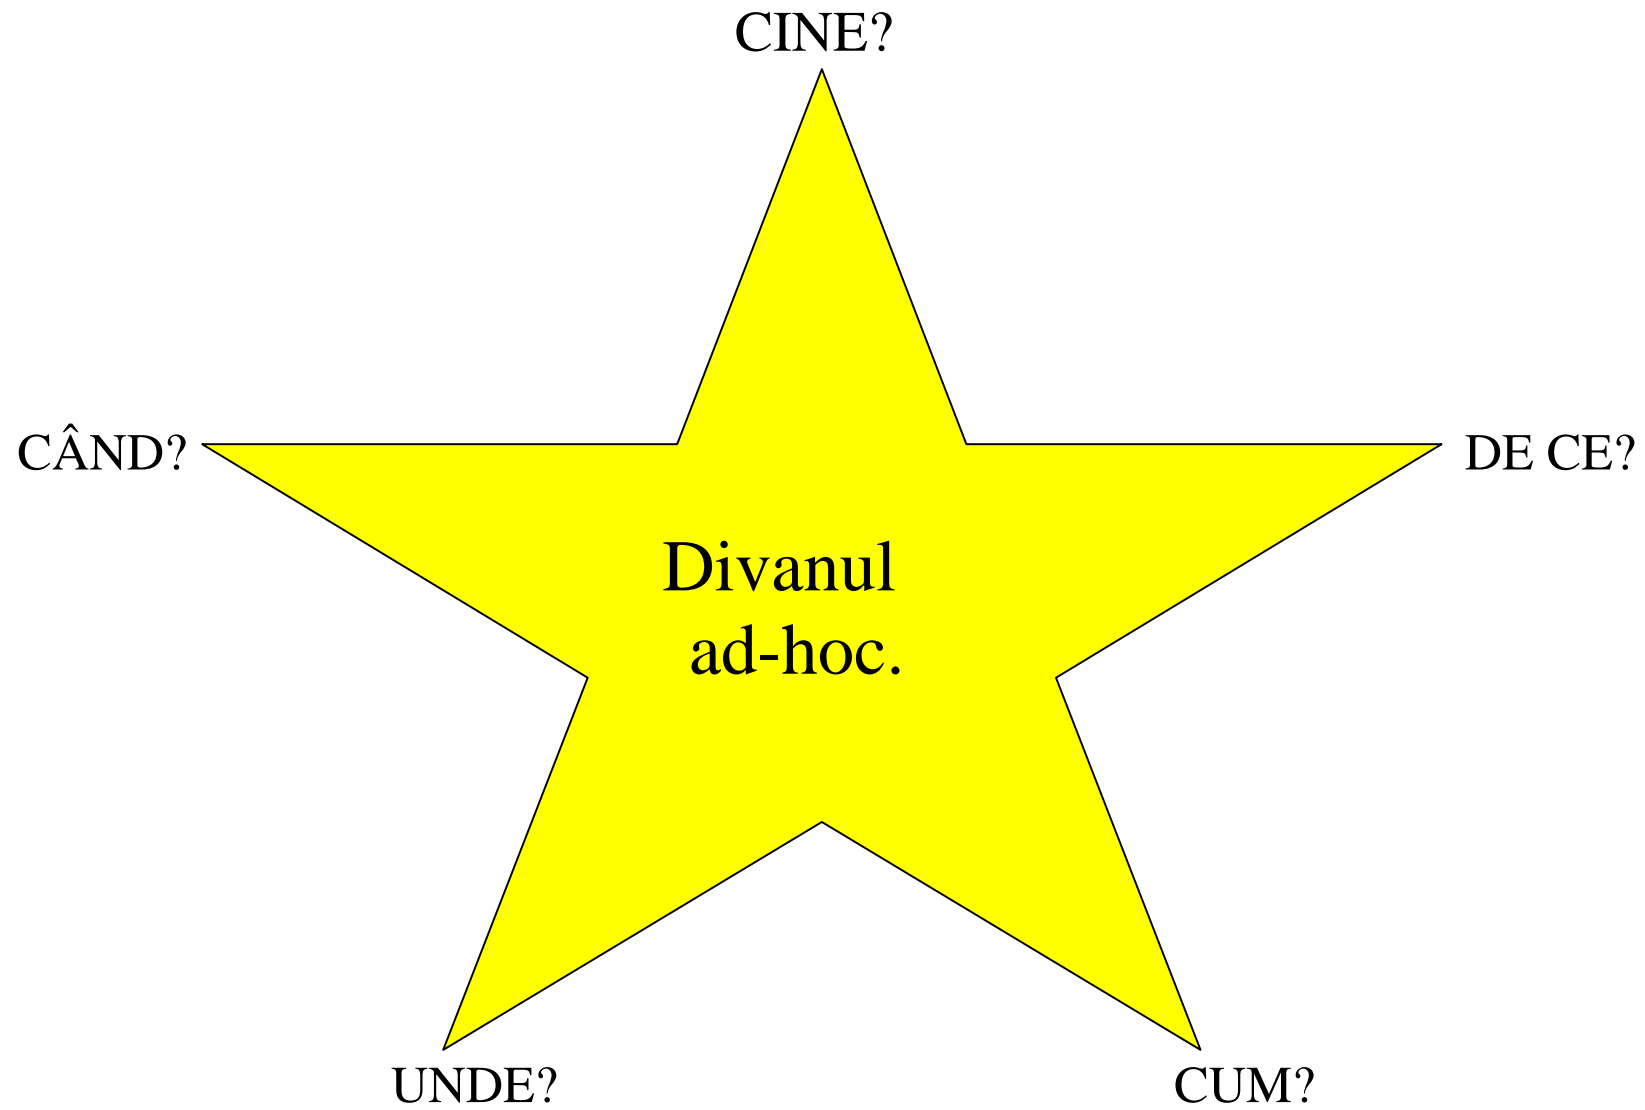 CINE?
CÂND?
DE CE?
Divanul
ad-hoc.
UNDE?
CUM?